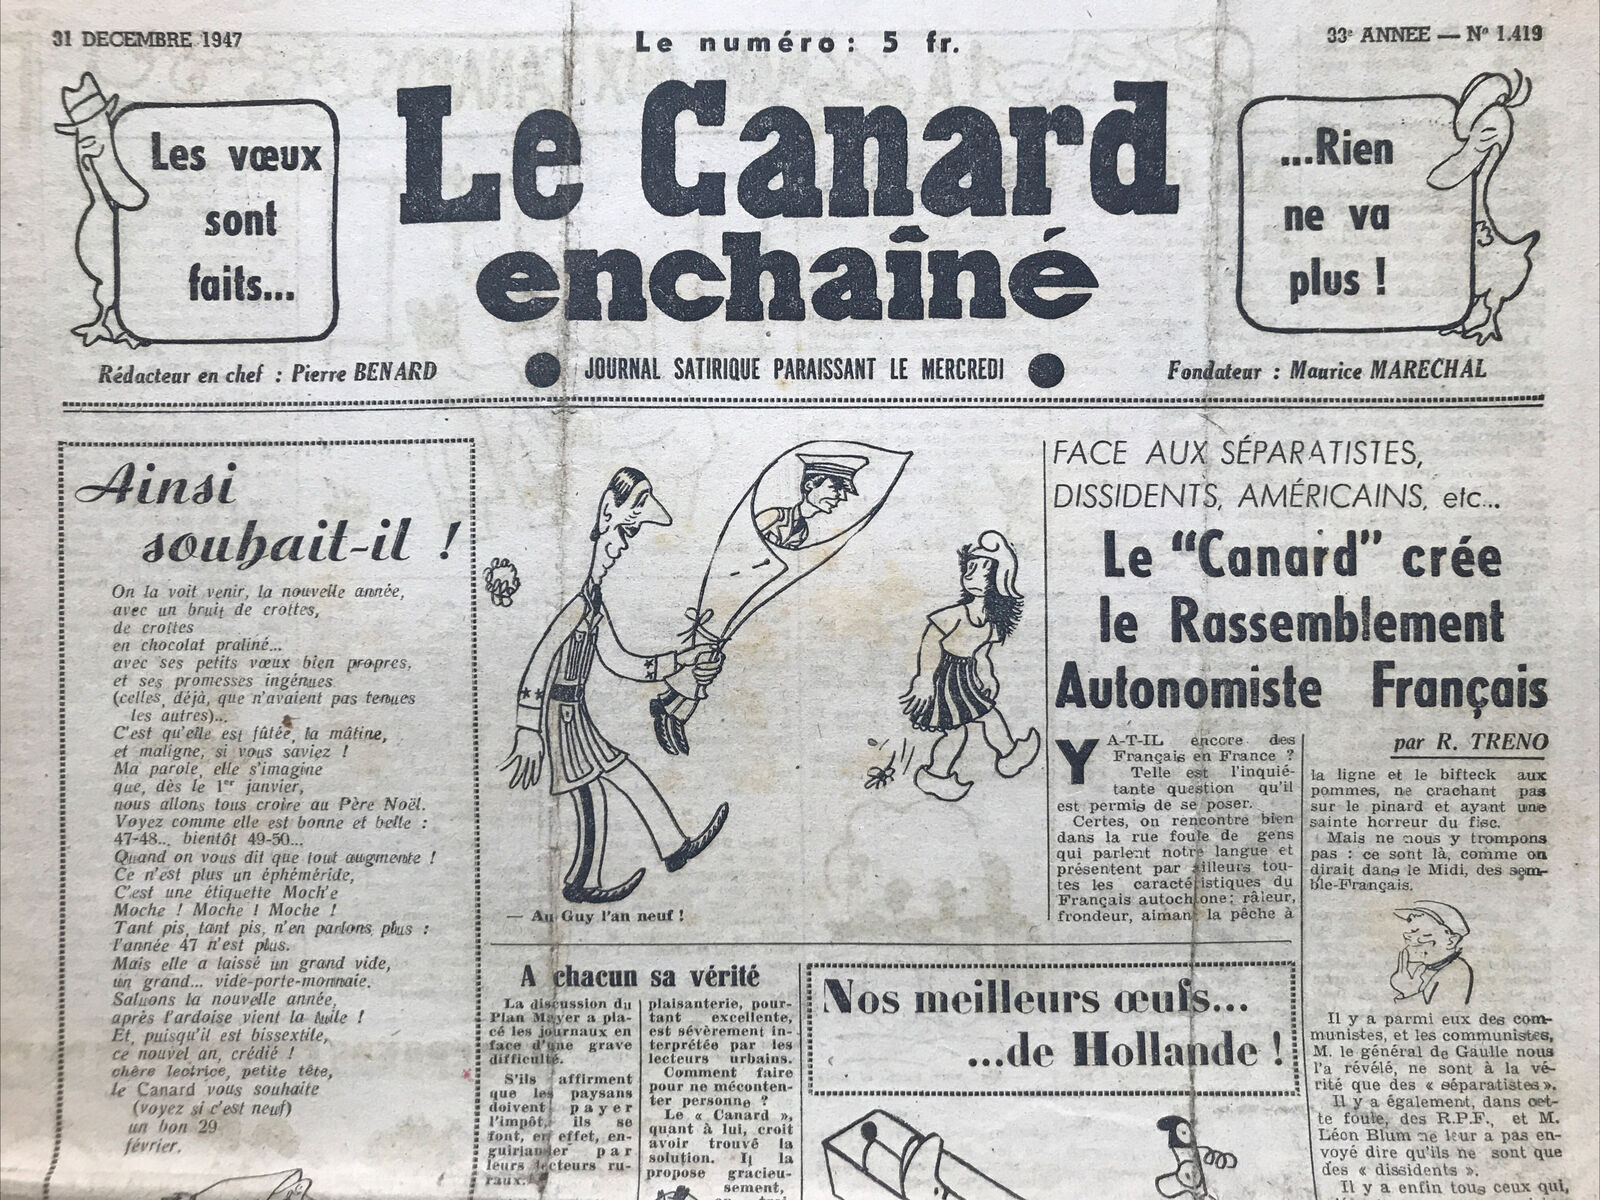 31 DECEMBRE 1947
Le numéro: 5 fr.
33e ANNEE — No 1.419
Les vœux
sont
faits...
Le Canard
enchaîné
...Rien
ne va
plus !
Rédacteur en chef : Pierre BENARD
JOURNAL SATIRIQUE PARAISSANT LE MERCREDI
Fondateur : Maurice MARECHAL
Ainsi
souhait-il !
On la voit venir, la nouvelle année,
avec un bruit de crottes,
de crottes
en chocolat praliné...
avec ses petits vœux bien propres,
et ses promesses ingénues
(celles, déjà, que n'avaient pas tenues
les autres)...
C'est qu'elle est fûtée, la mâtine,
et maligne, si vous saviez !
Ma parole, elle s'imagine
que, dès le 1er janvier,
nous allons tous croire au Père Noël.
Voyez comme elle est bonne et belle :
47-48... bientôt 49-50...
Quand on vous dit que tout augmente !
Ce n'est plus un éphéméride,
C'est une étiquette Moch'e
Moche ! Moche ! Moche !
Tant pis, tant pis, n'en parlons plus :
l'année 47 n'est plus.
Mais elle a laissé un grand vide,
un grand... vide-porte-monnaie.
Saluons la nouvelle année,
après l'ardoise vient la tuile !
Et, puisqu'il est bissextile,
ce nouvel an, crédié !
chère lectrice, petite tête,
le Canard vous souhaite
(voyez si c'est neuf)
un bon 29
février.
— Au Guy l'an neuf !
A chacun sa vérité
La discussion du
Plan Mayer a pla-
cé les journaux en
face d'une grave
difficulté.
S'ils affirment
que les paysans
doivent payer
l'impôt, ils se
font, en effet, en-
guirlander par
leurs lecteurs ru-
raux.
plaisanterie, pour-
tant excellente,
est sévèrement in-
terprétée par les
lecteurs urbains.
Comment faire
pour ne méconten-
ter personne ?
Le « Canard »,
quant à lui, croit
avoir trouvé la
solution. Il la
propose gracieu-
sement,
Nos meilleurs œufs...
...de Hollande !
FACE AUX SÉPARATISTES,
DISSIDENTS, AMÉRICAINS, etc...
Le "Canard" crée
le Rassemblement
Autonomiste Français
par R. TRENO
Y A-T-IL encore des
Français en France ?
Telle est l'inquié-
tante question qu'il
est permis de se poser.
Certes, on rencontre bien
dans la rue foule de gens
qui parlent notre langue et
présentent par ailleurs tou-
tes les caractéristiques du
Français autochtone: râleur,
frondeur, aimant la pêche à
la ligne et le bifteck aux
pommes, ne crachant pas
sur le pinard et ayant une
sainte horreur du fisc.
Mais ne nous y trompons
pas : ce sont là, comme on
dirait dans le Midi, des sem-
ble-Français.
Il y a parmi eux des com-
munistes, et les communistes,
M. le général de Gaulle nous
l'a révélé, ne sont à la vé-
rité que des « séparatistes ».
Il y a également, dans cet-
te foule, des R.P.F., et M.
Léon Blum ne leur a pas en-
voyé dire qu'ils ne sont que
des « dissidents ».
Il y a enfin tous ceux qui,